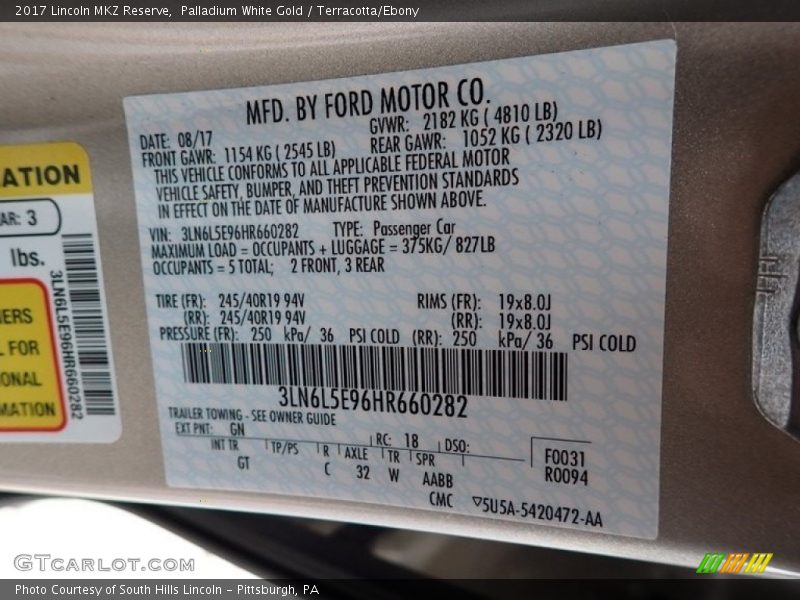 2017 Lincoln MKZ Reserve, Palladium White Gold / Terracotta/Ebony
MFD. BY FORD MOTOR CO.
DATE: 08/17 GVWR: 2182 KG ( 4810 LB)
FRONT GAWR: 1154 KG ( 2545 LB) REAR GAWR: 1052 KG ( 2320 LB)
THIS VEHICLE CONFORMS TO ALL APPLICABLE FEDERAL MOTOR
VEHICLE SAFETY, BUMPER, AND THEFT PREVENTION STANDARDS
IN EFFECT ON THE DATE OF MANUFACTURE SHOWN ABOVE.
VIN: 3LN6L5E96HR660282 TYPE: Passenger Car
MAXIMUM LOAD = OCCUPANTS + LUGGAGE = 375KG/ 827LB
OCCUPANTS = 5 TOTAL; 2 FRONT, 3 REAR
TIRE (FR): 245/40R19 94V RIMS (FR): 19x8.0J
(RR): 245/40R19 94V (RR): 19x8.0J
PRESSURE (FR): 250 kPa/ 36 PSI COLD (RR): 250 kPa/ 36 PSI COLD
3LN6L5E96HR660282
TRAILER TOWING - SEE OWNER GUIDE
EXT PNT: GN RC: 18 DSO:
INT TR TP/PS R AXLE TR SPR
GT C 32 W AABB
F0031
R0094
CMC ▽5U5A-5420472-AA
ATION
AR: 3
lbs.
3LN6L5E96HR660282
ERS
L FOR
ONAL
MATION
GTCARLOT.COM
Photo Courtesy of South Hills Lincoln - Pittsburgh, PA